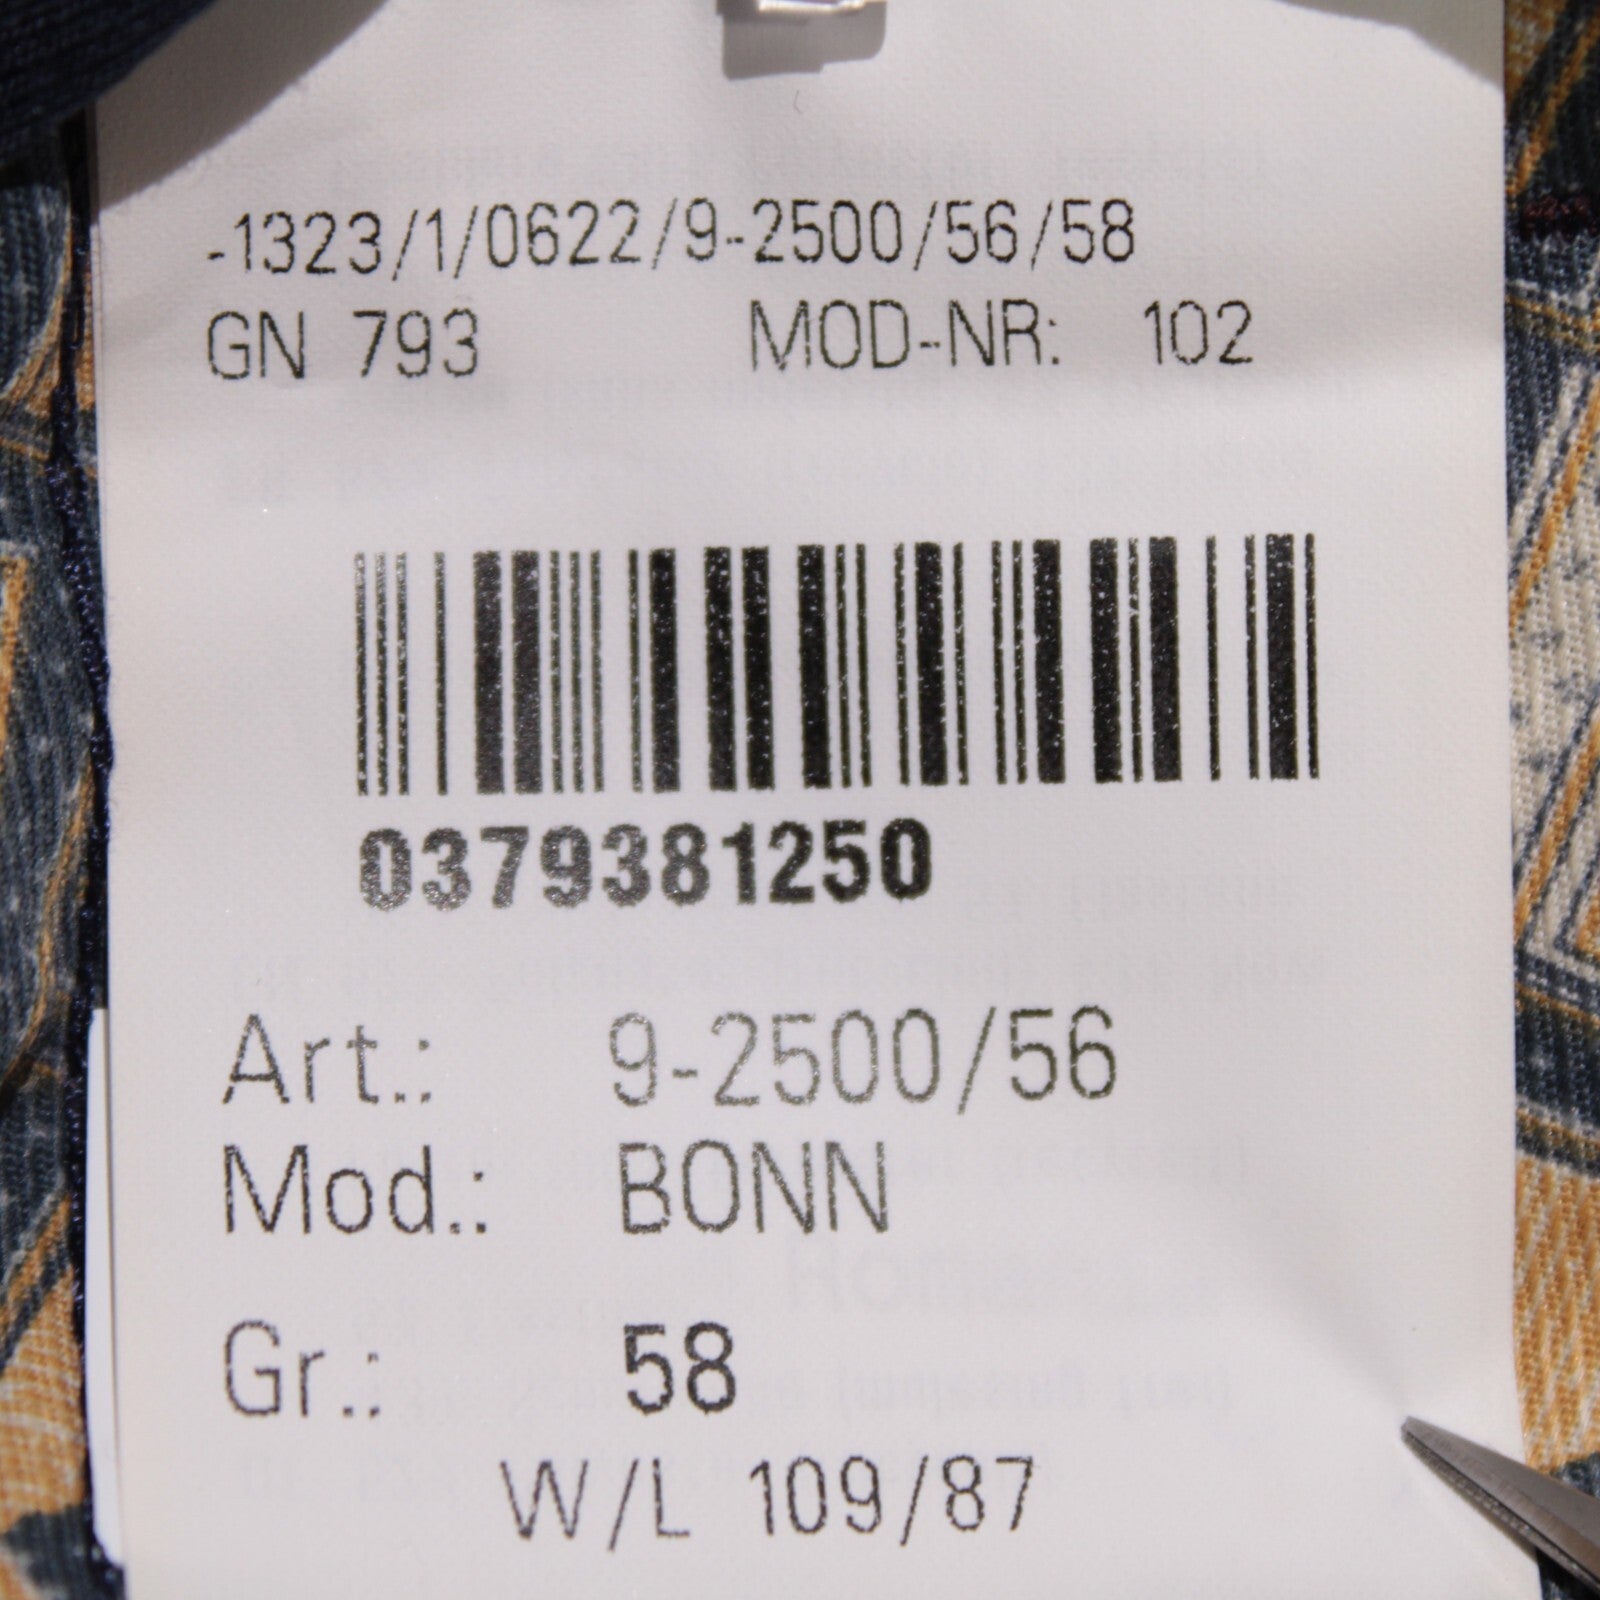 -1323/1/0622/9-2500/56/58
GN 793 MOD-NR: 102
0379381250
Art.: 9-2500/56
Mod.: BONN
Gr.: 58
W/L 109/87